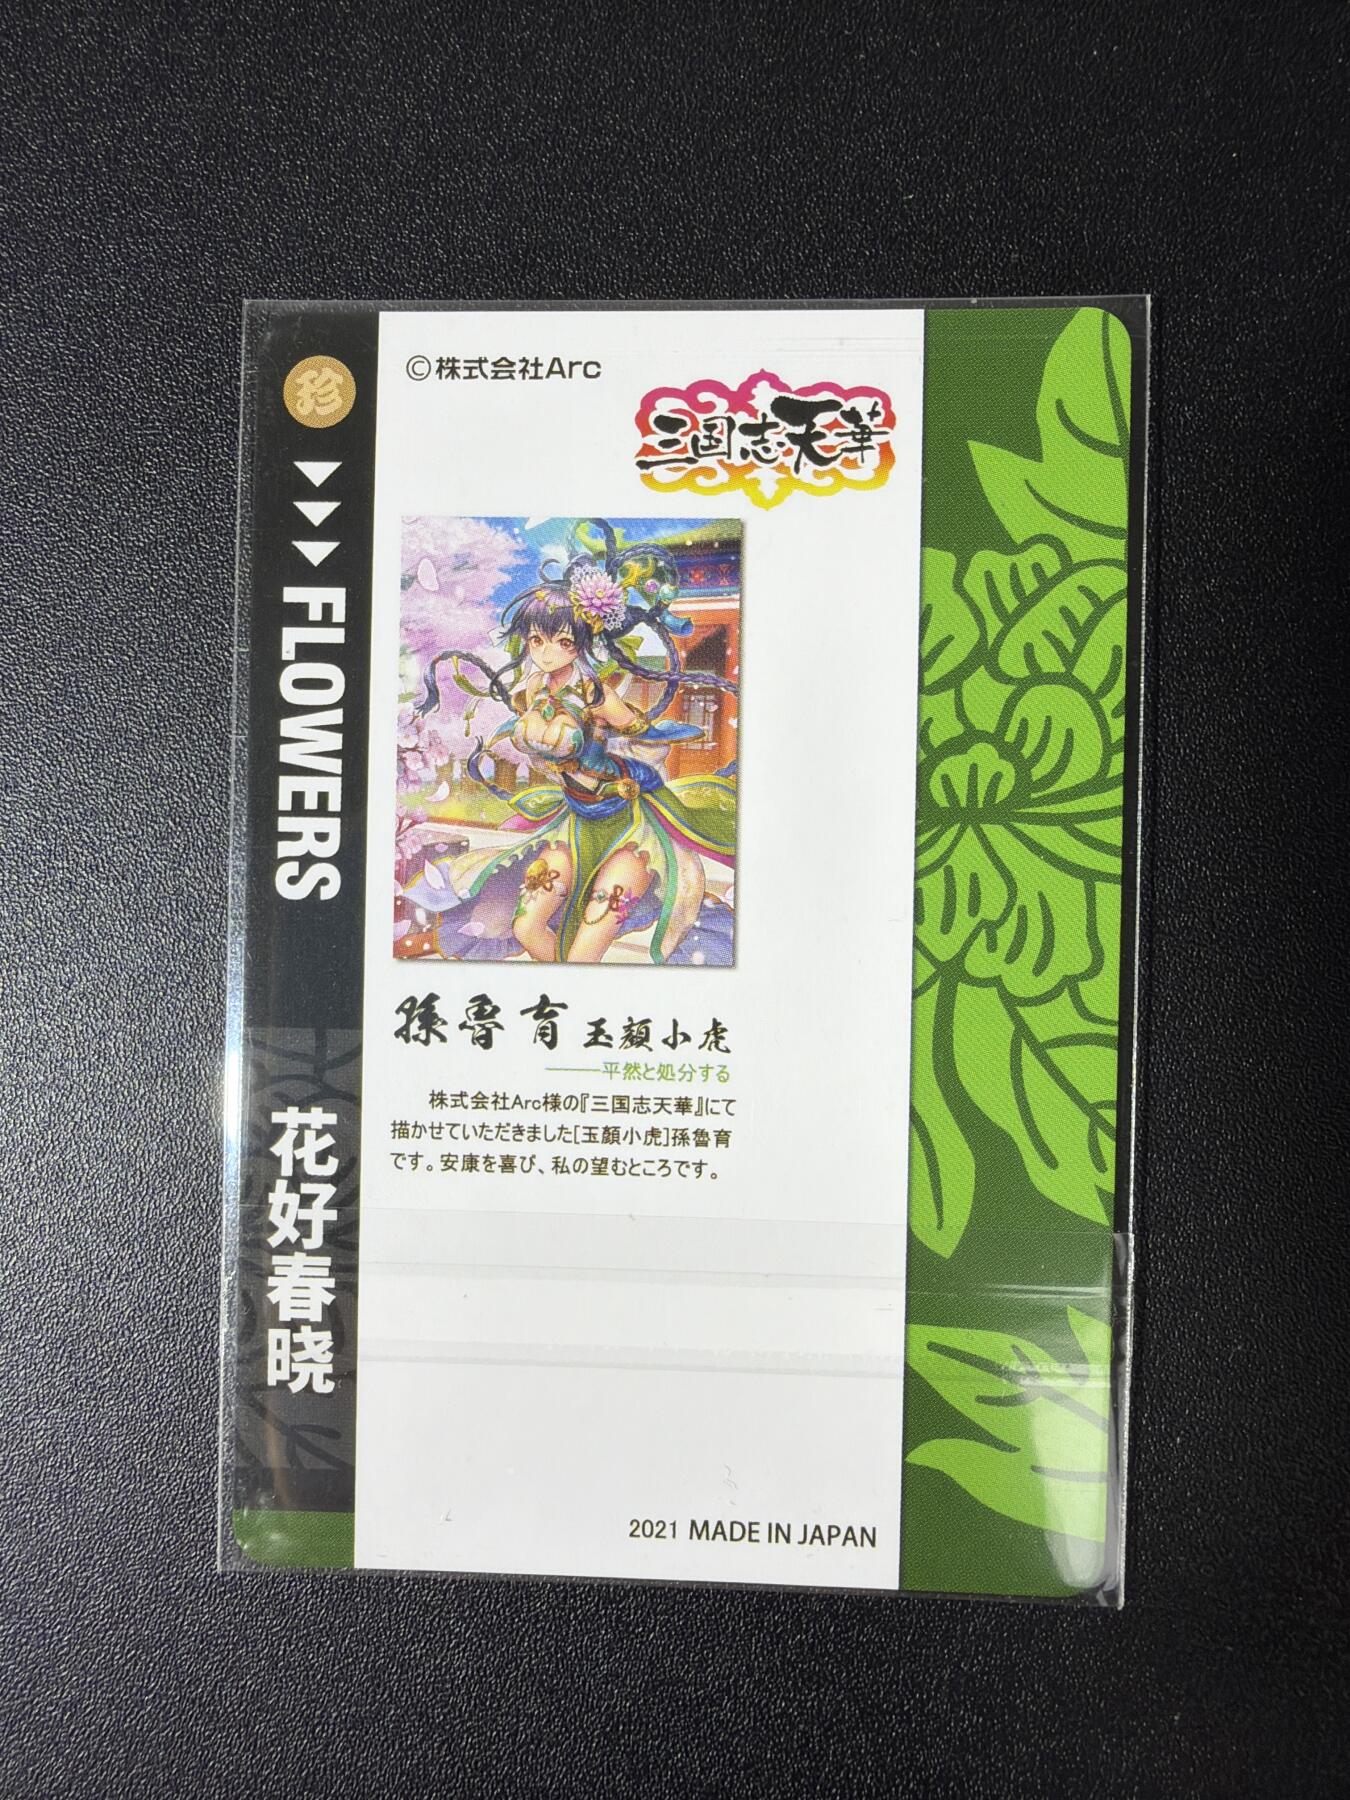 珍
FLOWERS
花好春晓
©株式会社Arc
三国志天華
孫魯育 玉顔小虎
——平然と処分する
株式会社Arc様の『三国志天華』にて
描かせていただきました[玉顏小虎]孫魯育
です。安康を喜び、私の望むところです。
2021 MADE IN JAPAN